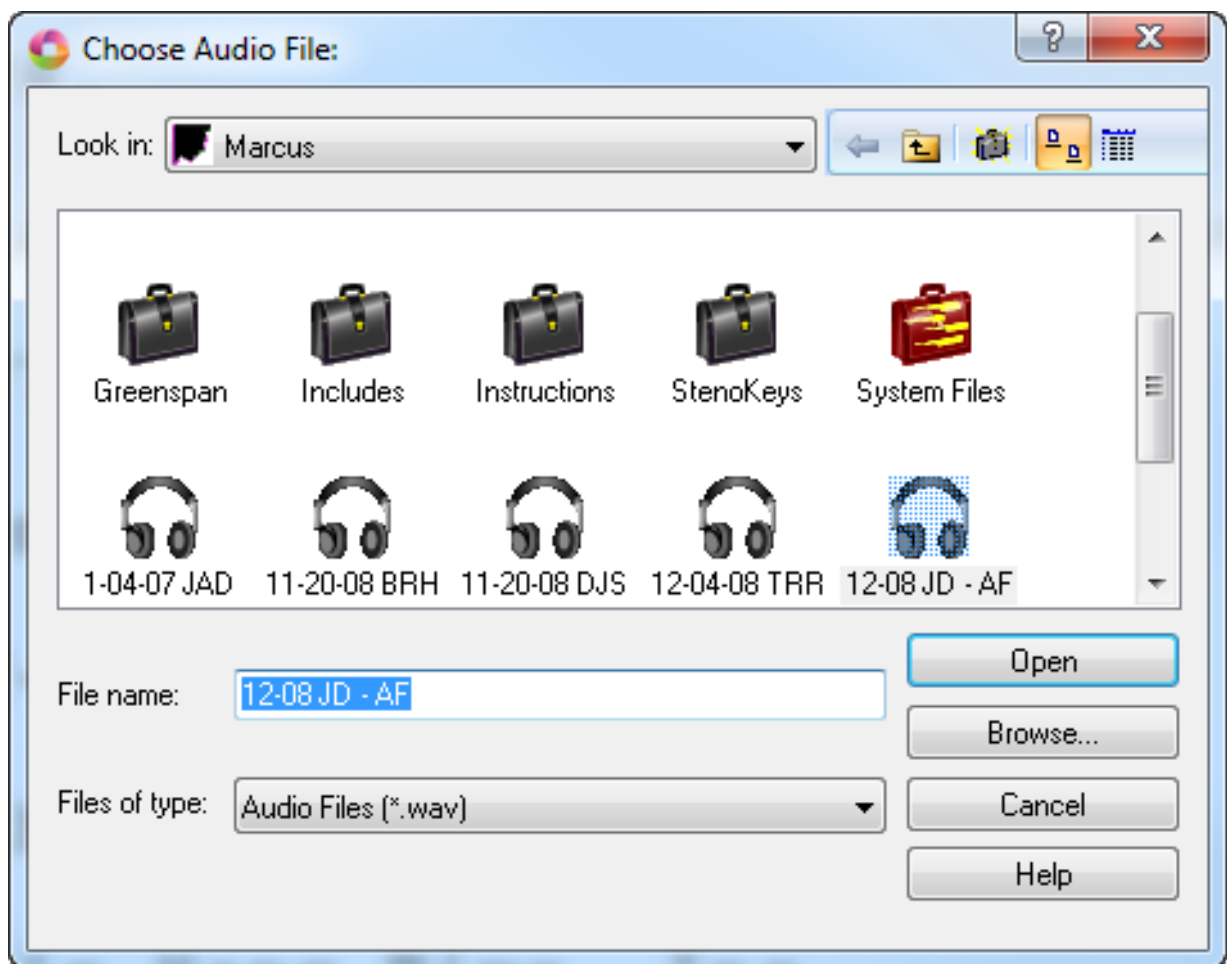 Choose Audio File:
Look in: Marcus
Greenspan Includes Instructions StenoKeys System Files
1-04-07 JAD 11-20-08 BRH 11-20-08 DJS 12-04-08 TRR 12-08 JD - AF
File name: 12-08 JD - AF
Open
Browse...
Files of type: Audio Files (*.wav)
Cancel
Help